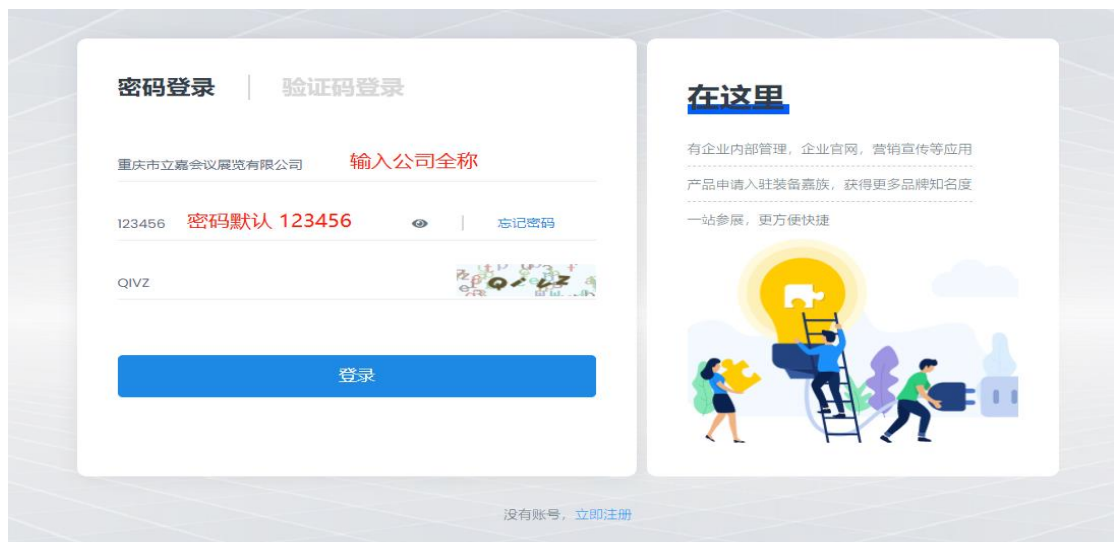 密码登录 | 验证码登录
重庆市立嘉会议展览有限公司 输入公司全称
123456 密码默认 123456 | 忘记密码
QIVZ QiVZ
登录
在这里
有企业内部管理，企业官网，营销宣传等应用
产品申请入驻装备嘉族，获得更多品牌知名度
一站参展，更方便快捷
没有账号，立即注册